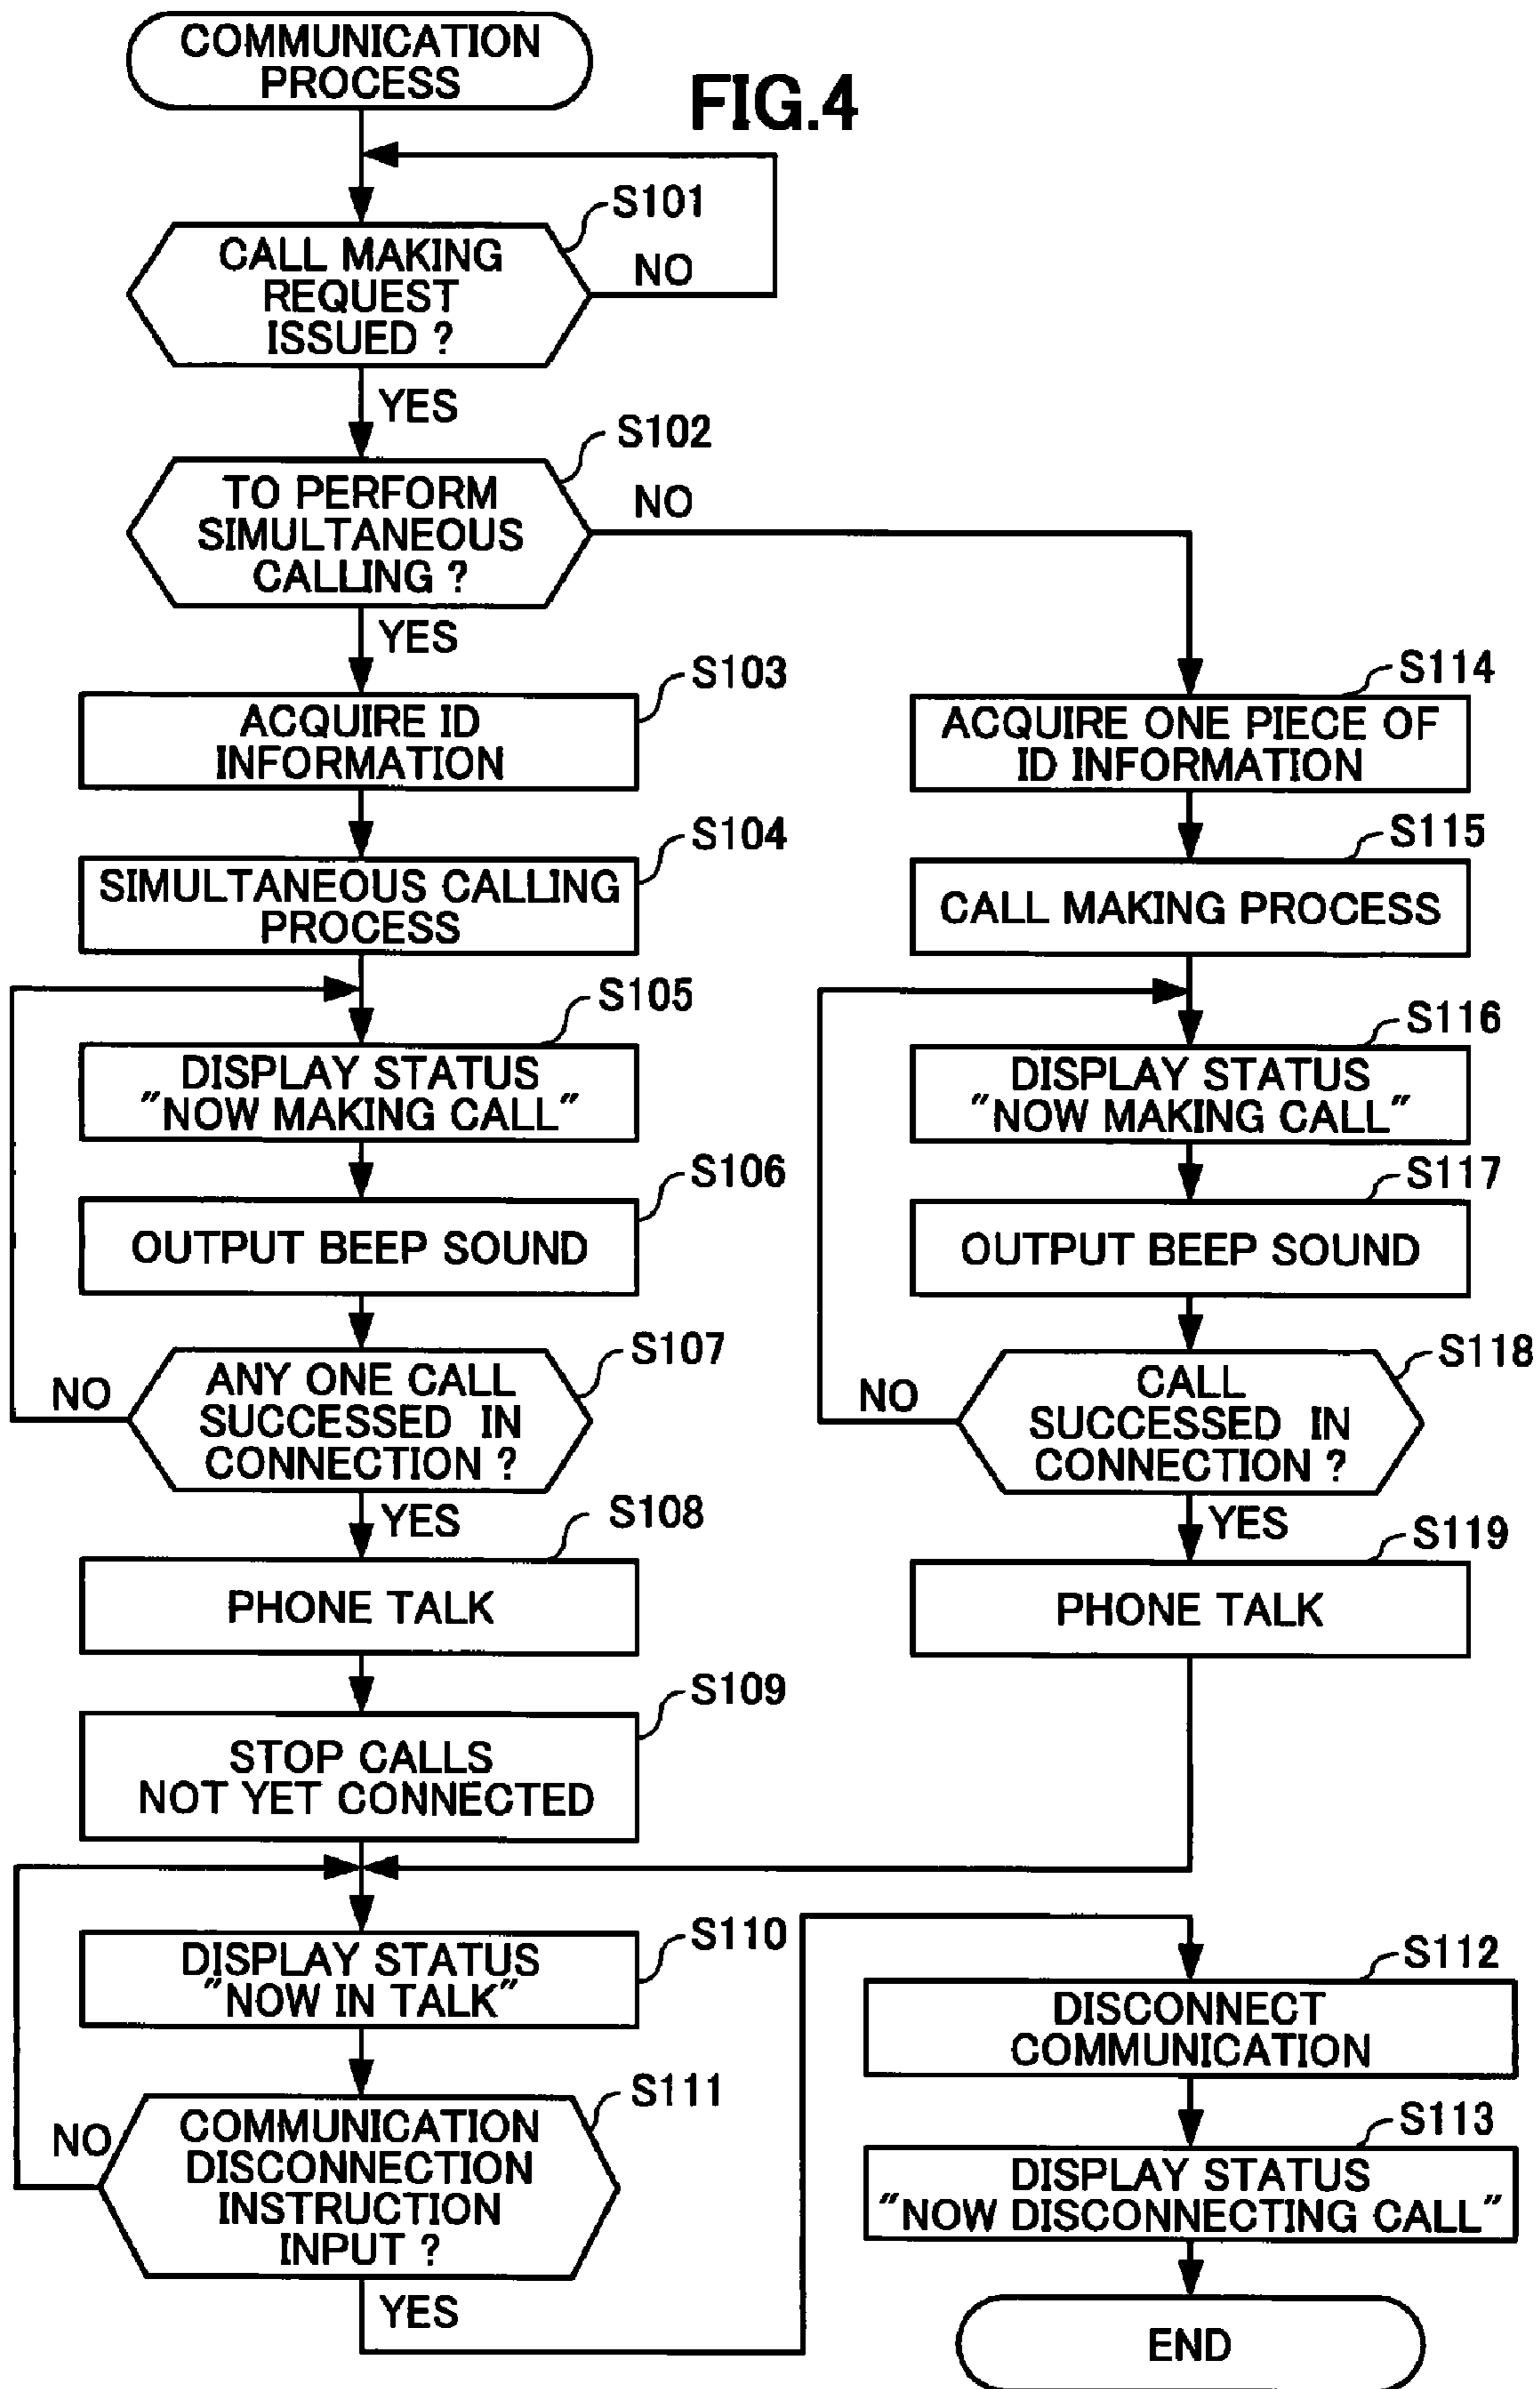 COMMUNICATION
PROCESS
FIG.4
S101
CALL MAKING
REQUEST
ISSUED ?
NO
YES
S102
TO PERFORM
SIMULTANEOUS
CALLING ?
NO
YES
S103
ACQUIRE ID
INFORMATION
S104
SIMULTANEOUS CALLING
PROCESS
S105
DISPLAY STATUS
"NOW MAKING CALL"
S106
OUTPUT BEEP SOUND
S107
ANY ONE CALL
SUCCESSED IN
CONNECTION ?
NO
YES
S108
PHONE TALK
S109
STOP CALLS
NOT YET CONNECTED
S114
ACQUIRE ONE PIECE OF
ID INFORMATION
S115
CALL MAKING PROCESS
S116
DISPLAY STATUS
"NOW MAKING CALL"
S117
OUTPUT BEEP SOUND
S118
CALL
SUCCESSED IN
CONNECTION ?
NO
YES
S119
PHONE TALK
S110
DISPLAY STATUS
"NOW IN TALK"
S111
COMMUNICATION
DISCONNECTION
INSTRUCTION
INPUT ?
NO
YES
S112
DISCONNECT
COMMUNICATION
S113
DISPLAY STATUS
"NOW DISCONNECTING CALL"
END